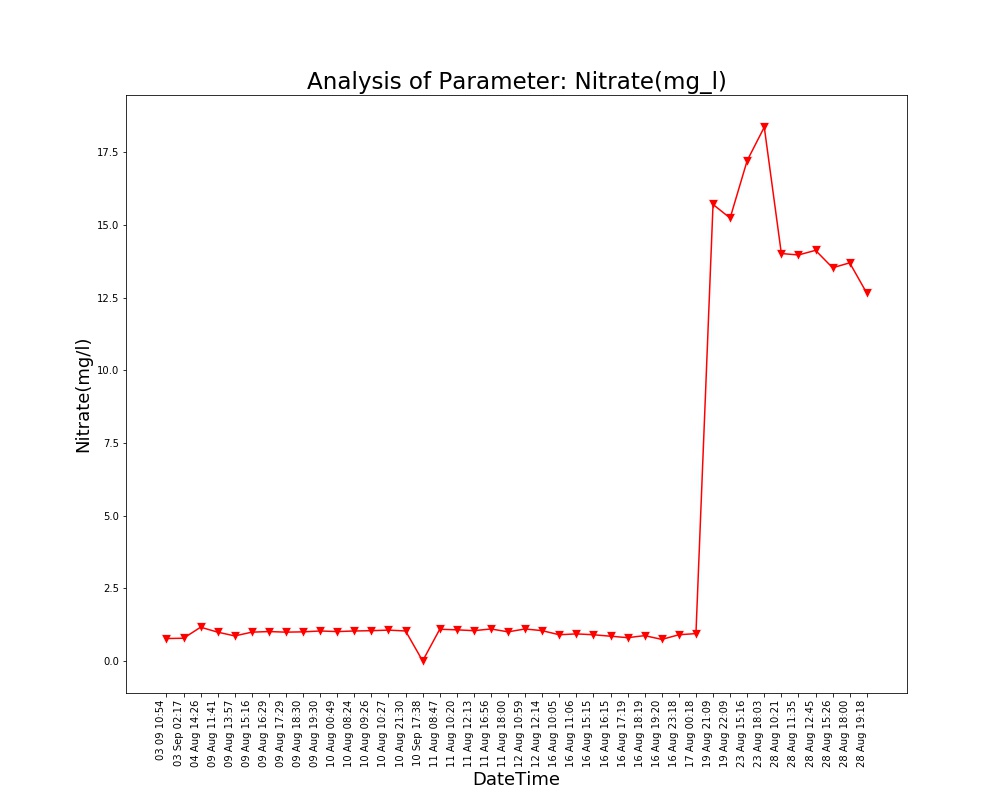 Analysis of Parameter: Nitrate(mg_l)
17.5
15.0
12.5
10.0
7.5
5.0
2.5
0.0
Nitrate(mg/l)
03 09 10:54
03 Sep 02:17
04 Aug 14:26
09 Aug 11:41
09 Aug 13:57
09 Aug 15:16
09 Aug 16:29
09 Aug 17:29
09 Aug 18:30
09 Aug 19:30
10 Aug 00:49
10 Aug 08:24
10 Aug 09:26
10 Aug 10:27
10 Aug 21:30
10 Sep 17:38
11 Aug 08:47
11 Aug 10:20
11 Aug 12:13
11 Aug 16:56
11 Aug 18:00
12 Aug 10:59
12 Aug 12:14
16 Aug 10:05
16 Aug 11:06
16 Aug 15:15
16 Aug 16:15
16 Aug 17:19
16 Aug 18:19
16 Aug 19:20
16 Aug 23:18
17 Aug 00:18
19 Aug 21:09
19 Aug 22:09
23 Aug 15:16
23 Aug 18:03
28 Aug 10:21
28 Aug 11:35
28 Aug 12:45
28 Aug 15:26
28 Aug 18:00
28 Aug 19:18
DateTime